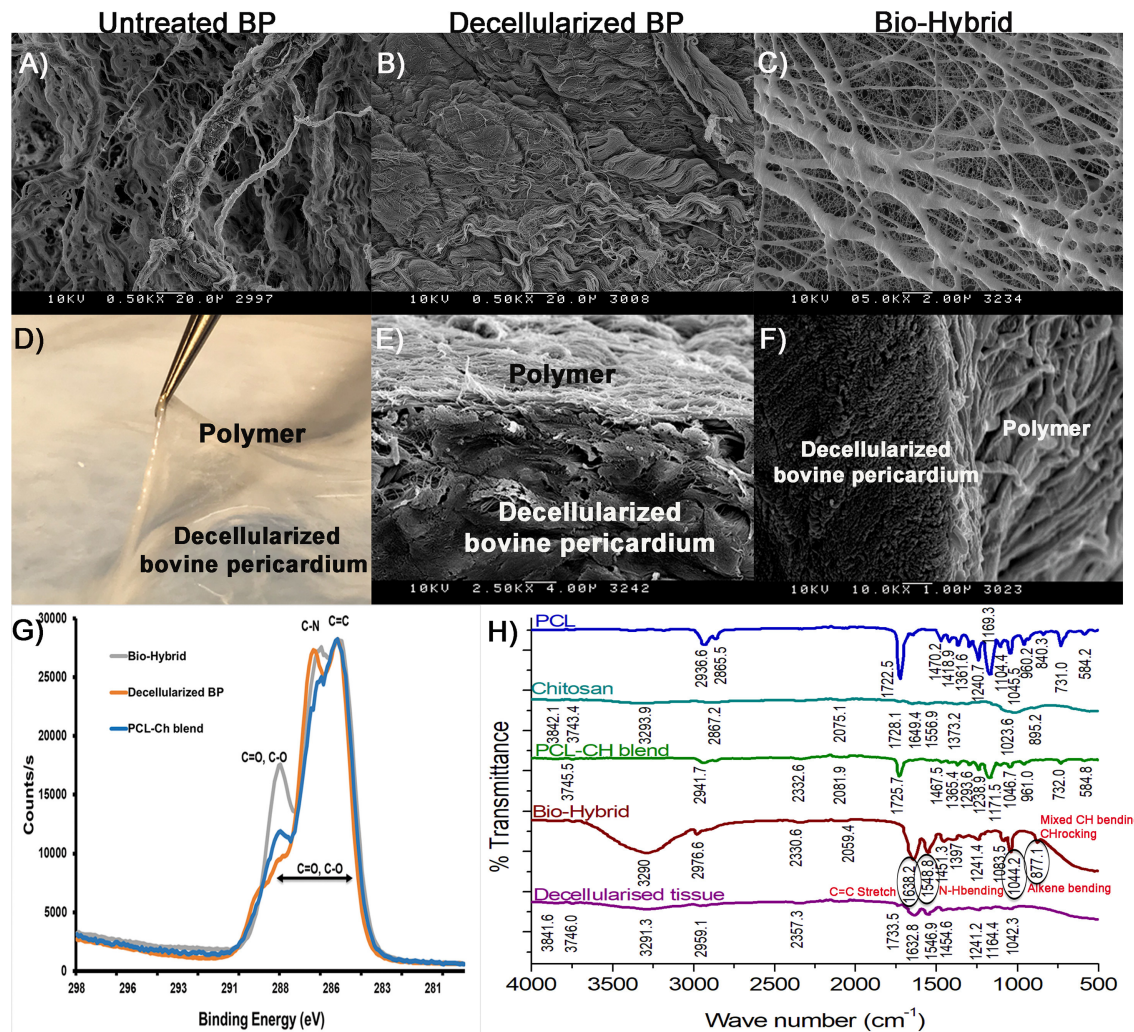 Untreated BP
Decellularized BP
Bio-Hybrid
A)
B)
C)
10KV 0.50KX 20.0µ 2997
10KV 0.50KX 20.0µ 3008
10KV 05.0KX 2.00µ 3234
D)
E)
F)
Polymer
Decellularized
bovine pericardium
Polymer
Decellularized
bovine pericardium
Polymer
Decellularized
bovine pericardium
10KV 2.50KX 4.00µ 3242
10KV 10.0KX 1.00µ 3023
G)
30000
25000
20000
15000
10000
5000
0
Counts/s
Bio-Hybrid
Decellularized BP
PCL-Ch blend
C-N
C=C
C=O, C-O
C=O, C-O
298 296 293 291 288 286 283 281
Binding Energy (eV)
H)
% Transmittance
PCL
2936.6 2865.5 1722.5 1470.2 1418.9 1361.6 1240.7 1169.3 1104.4 1045.5 960.2 840.3 731.0 584.2
Chitosan
3842.1 3743.4 3293.9 2867.2 2075.1 1728.1 1649.4 1556.9 1373.2 1023.6 895.2
PCL-CH blend
3745.5 2941.7 2332.6 2081.9 1725.7 1467.5 1365.4 1293.6 1238.9 1171.5 1046.7 961.0 732.0 584.8
Bio-Hybrid
Mixed CH bendin
CHrocking
3290 2976.6 2330.6 2059.4 1638.2 1548.8 1451.3 1397 1241.4 1083.5 1044.2 877.1
C=C Stretch
N-Hbending
Alkene bending
Decellularised tissue
3841.6 3746.0 3291.3 2959.1 2357.3 1733.5 1632.8 1546.9 1454.6 1241.2 1164.4 1042.3
4000 3500 3000 2500 2000 1500 1000 500
Wave number (cm⁻¹)